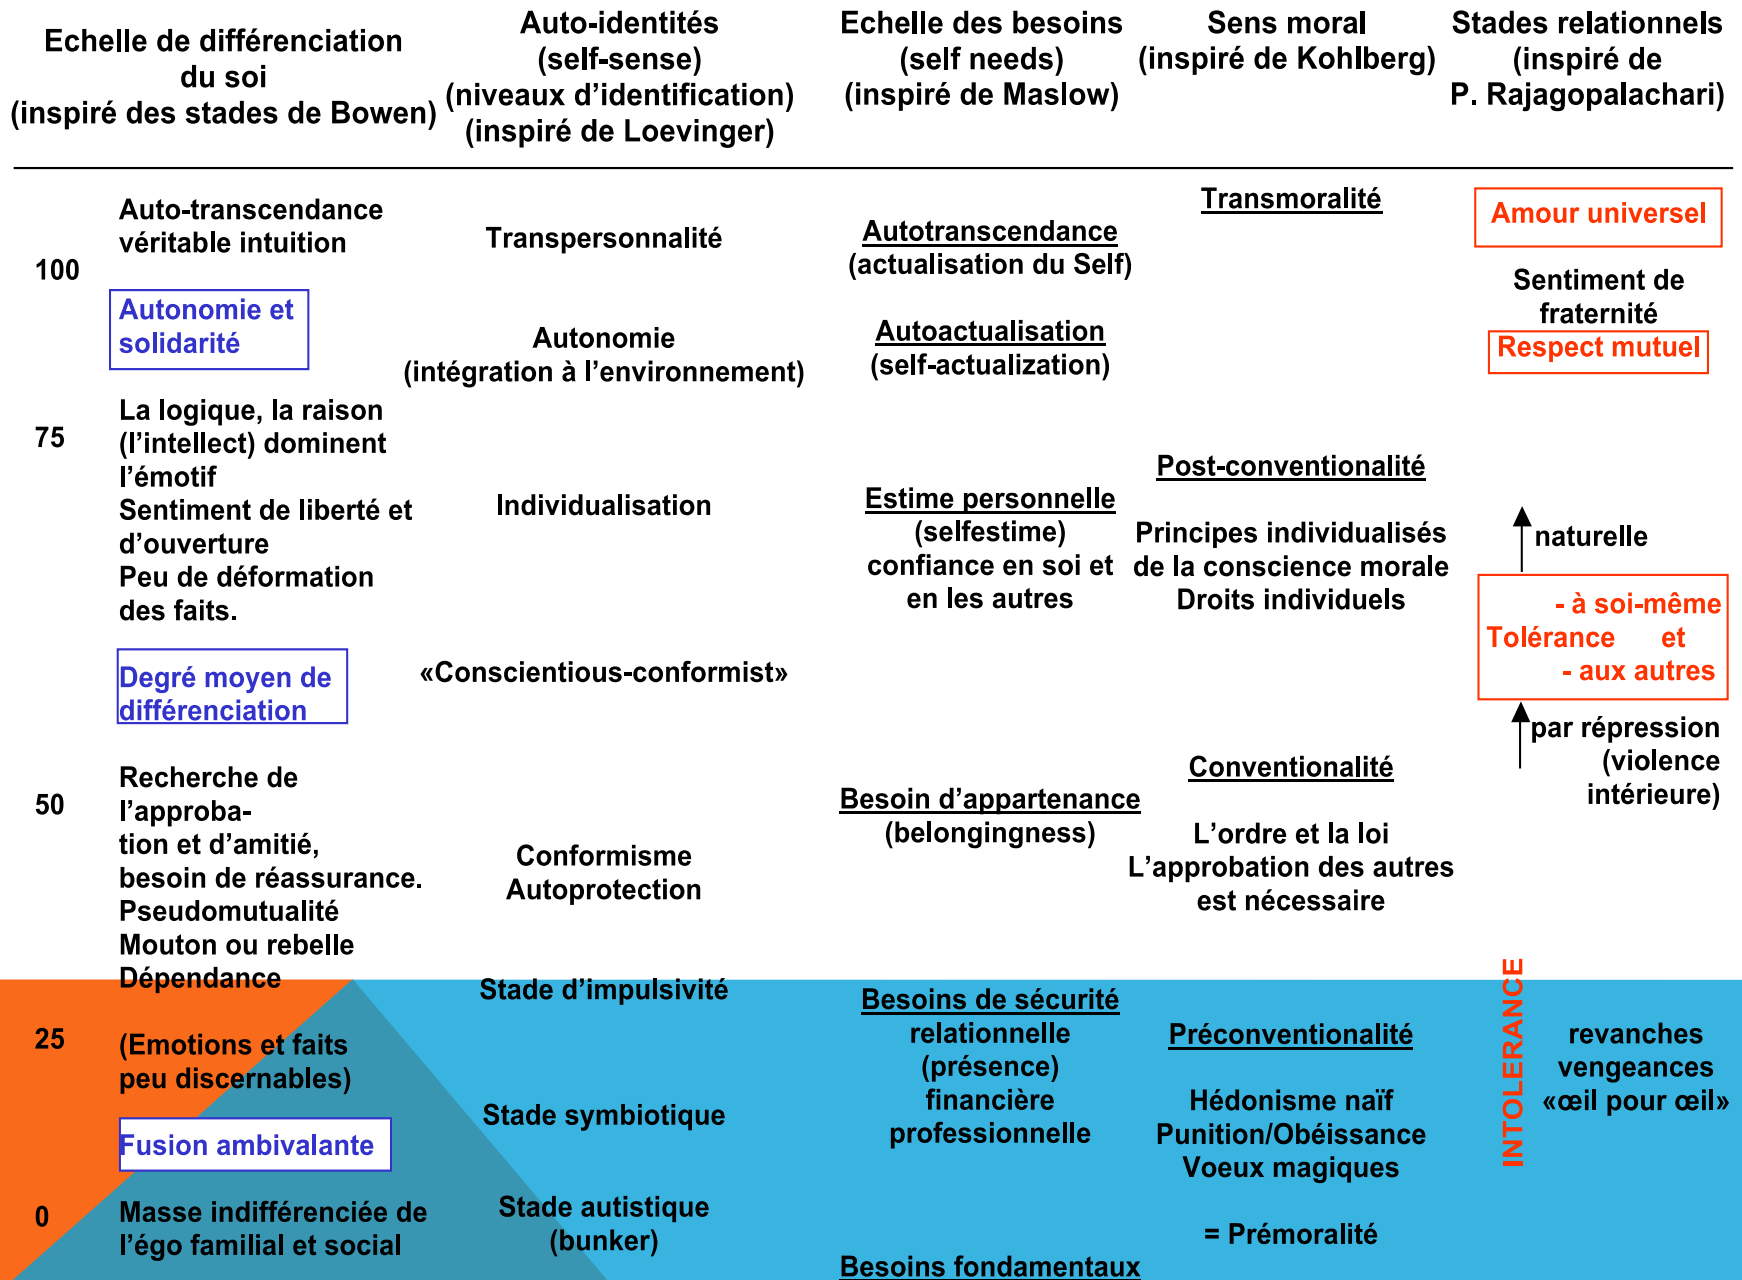 Echelle de différenciation
du soi
(inspiré des stades de Bowen)
Auto-identités
(self-sense)
(niveaux d’identification)
(inspiré de Loevinger)
Echelle des besoins
(self needs)
(inspiré de Maslow)
Sens moral
(inspiré de Kohlberg)
Stades relationnels
(inspiré de
P. Rajagopalachari)
100
75
50
25
0
Auto-transcendance
véritable intuition
Autonomie et
solidarité
La logique, la raison
(l’intellect) dominent
l’émotif
Sentiment de liberté et
d’ouverture
Peu de déformation
des faits.
Degré moyen de
différenciation
Recherche de
l’approba-
tion et d’amitié,
besoin de réassurance.
Pseudomutualité
Mouton ou rebelle
Dépendance
(Emotions et faits
peu discernables)
Fusion ambivalante
Masse indifférenciée de
l’égo familial et social
Transpersonnalité
Autonomie
(intégration à l’environnement)
Individualisation
«Conscientious-conformist»
Conformisme
Autoprotection
Stade d’impulsivité
Stade symbiotique
Stade autistique
(bunker)
Autotranscendance
(actualisation du Self)
Autoactualisation
(self-actualization)
Estime personnelle
(selfestime)
confiance en soi et
en les autres
Besoin d’appartenance
(belongingness)
Besoins de sécurité
relationnelle
(présence)
financière
professionnelle
Besoins fondamentaux
Transmoralité
Post-conventionalité
Principes individualisés
de la conscience morale
Droits individuels
Conventionalité
L’ordre et la loi
L’approbation des autres
est nécessaire
Préconventionalité
Hédonisme naïf
Punition/Obéissance
Voeux magiques
= Prémoralité
Amour universel
Sentiment de
fraternité
Respect mutuel
naturelle
- à soi-même
Tolérance et
- aux autres
par répression
(violence
intérieure)
INTOLERANCE
revanches
vengeances
«œil pour œil»